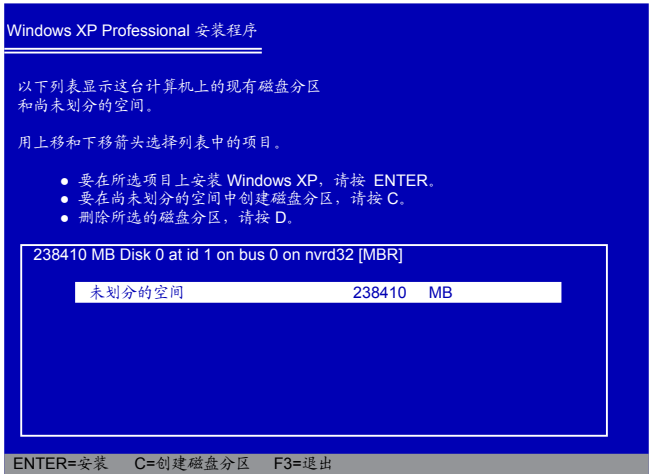 Windows XP Professional 安装程序
以下列表显示这台计算机上的现有磁盘分区
和尚未划分的空间。
用上移和下移箭头选择列表中的项目。
● 要在所选项目上安装 Windows XP，请按 ENTER。
● 要在尚未划分的空间中创建磁盘分区，请按 C。
● 删除所选的磁盘分区，请按 D。
238410 MB Disk 0 at id 1 on bus 0 on nvrd32 [MBR]
未划分的空间 238410 MB
ENTER=安装 C=创建磁盘分区 F3=退出